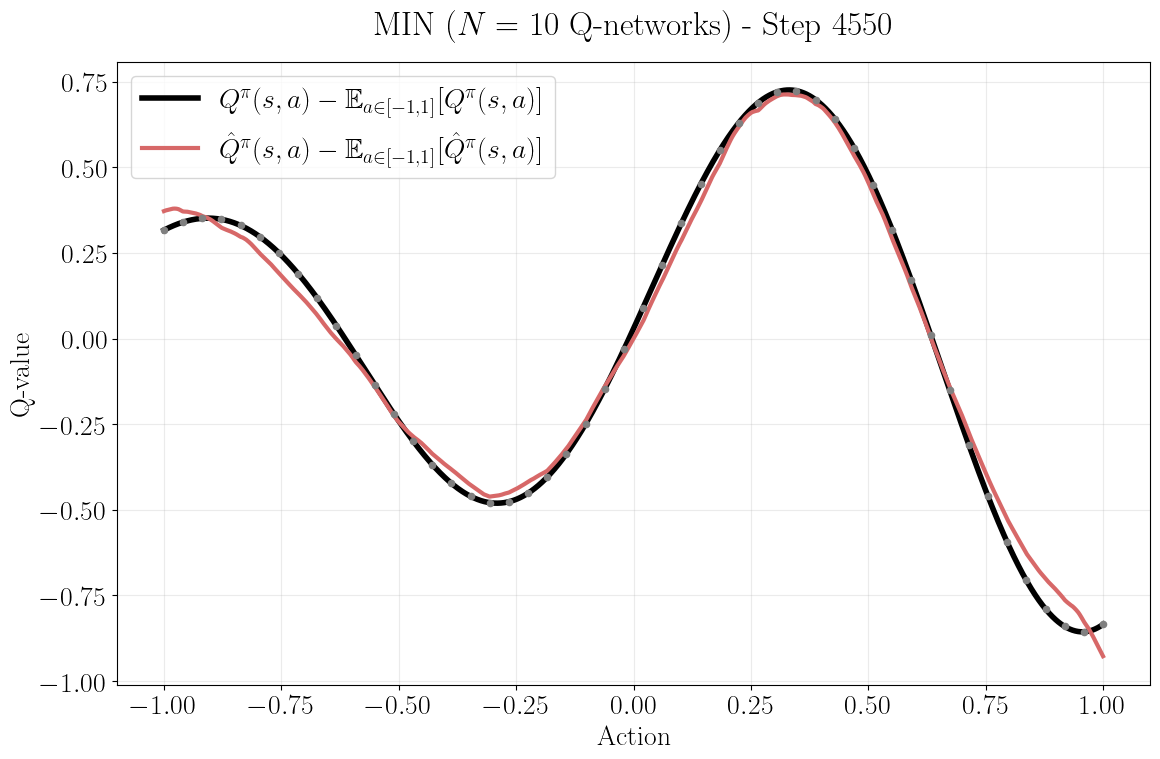 MIN (N = 10 Q-networks) - Step 4550
Q^π(s, a) − 𝔼_{a∈[−1,1]}[Q^π(s, a)]
Q̂^π(s, a) − 𝔼_{a∈[−1,1]}[Q̂^π(s, a)]
0.75
0.50
0.25
0.00
−0.25
−0.50
−0.75
−1.00
Q-value
−1.00 −0.75 −0.50 −0.25 0.00 0.25 0.50 0.75 1.00
Action